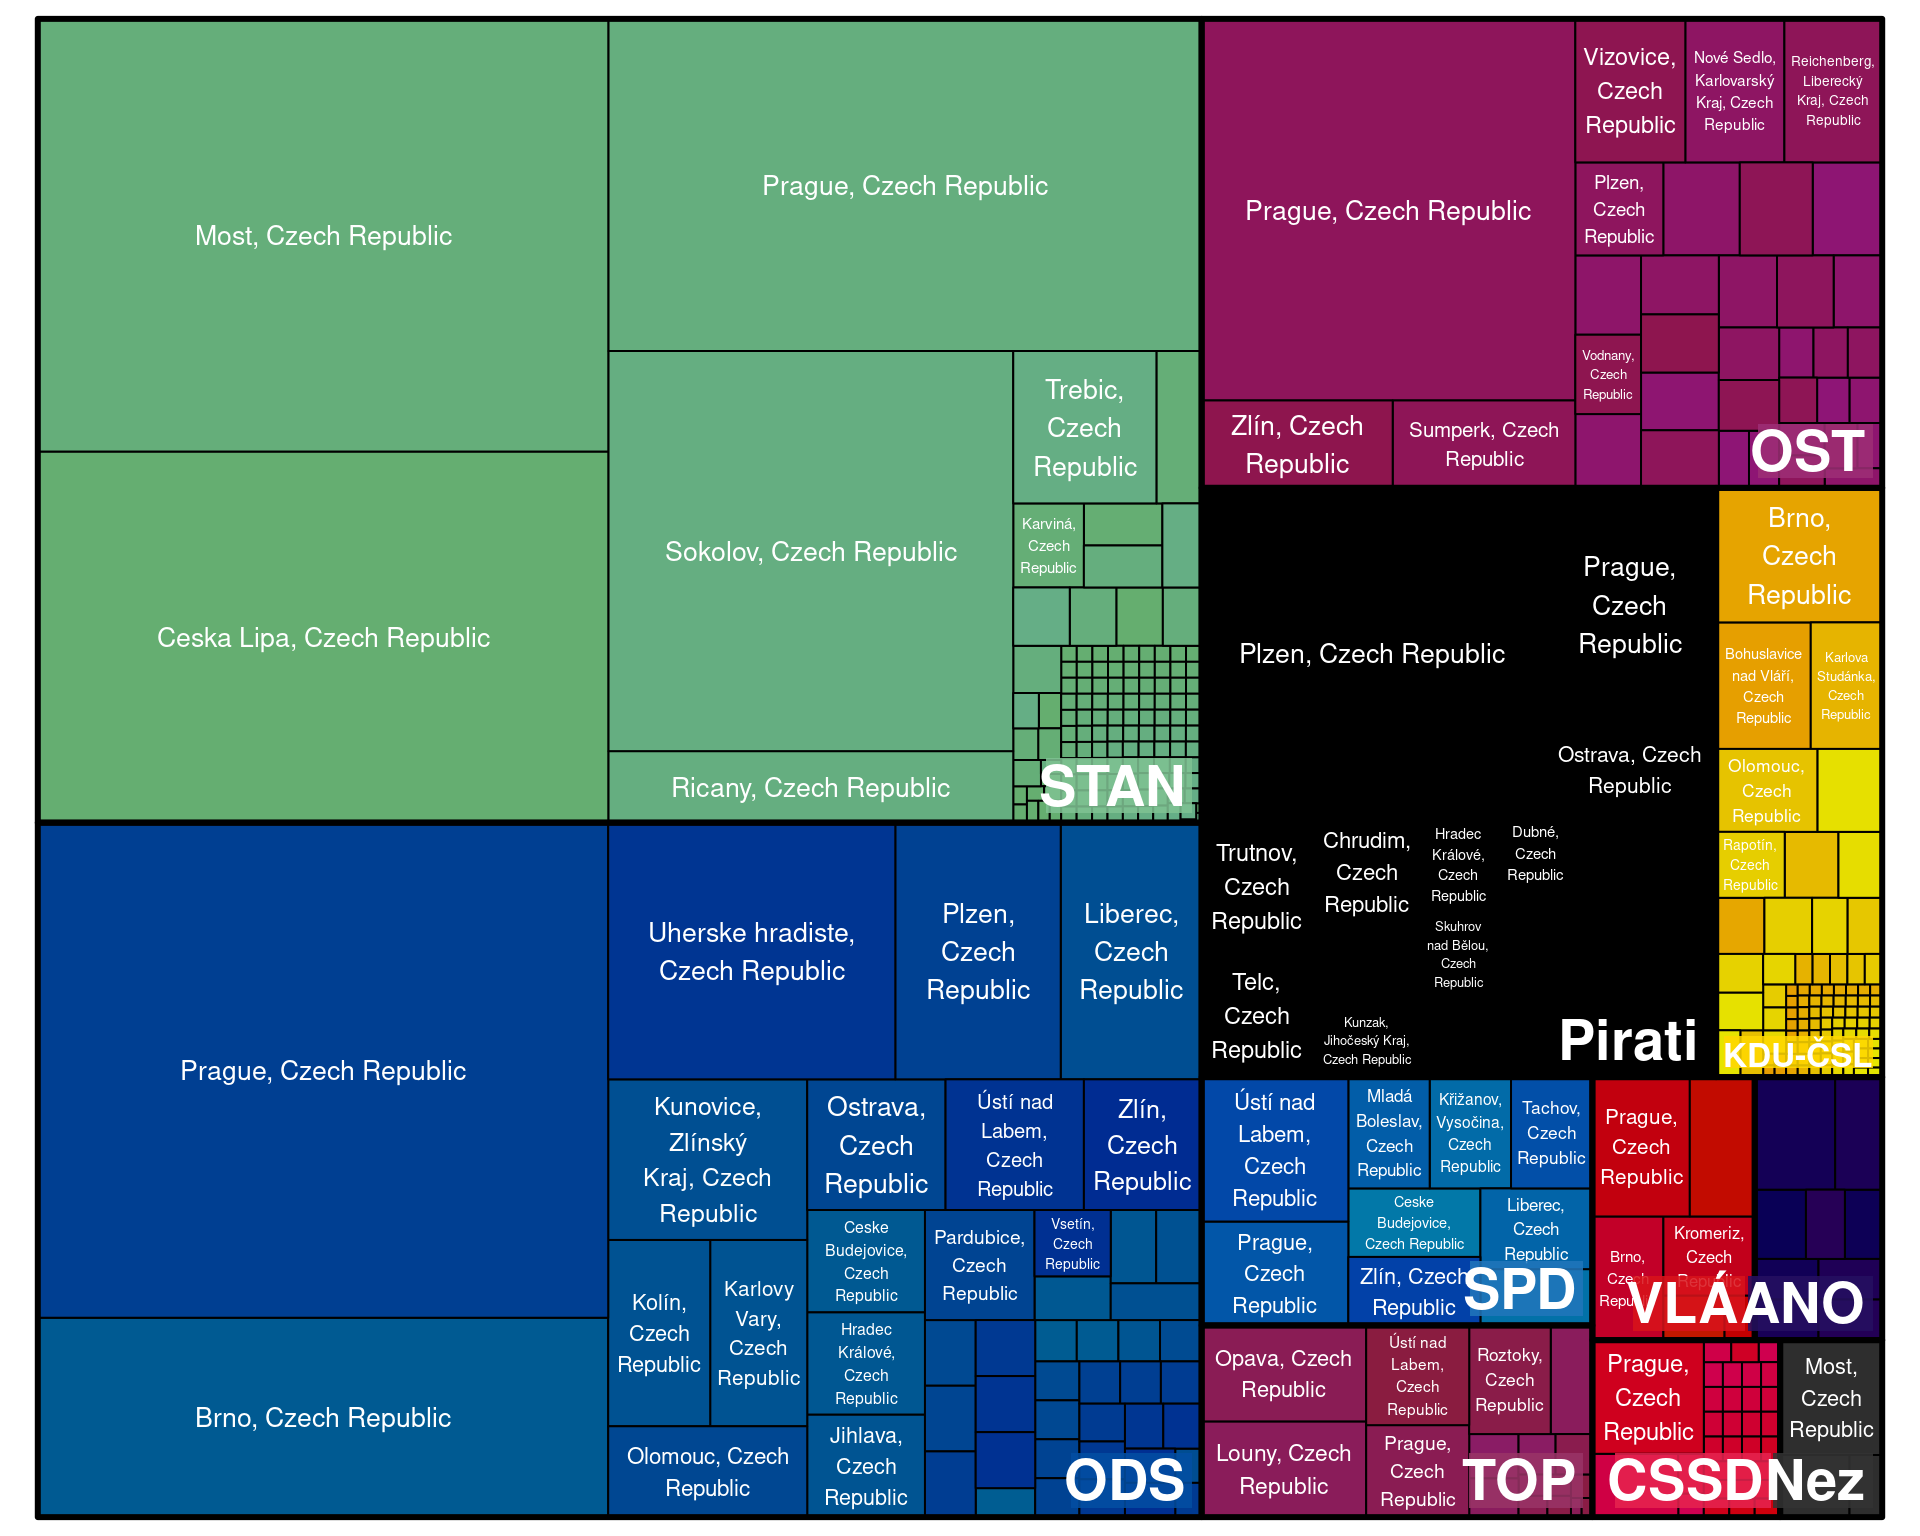 Most, Czech Republic
Ceska Lipa, Czech Republic
Prague, Czech Republic
Sokolov, Czech Republic
Ricany, Czech Republic
Trebic,
Czech
Republic
Karviná,
Czech
Republic
STAN
Prague, Czech Republic
Brno, Czech Republic
Uherske hradiste,
Czech Republic
Plzen,
Czech
Republic
Liberec,
Czech
Republic
Kunovice,
Zlínský
Kraj, Czech
Republic
Ostrava,
Czech
Republic
Ústí nad
Labem,
Czech
Republic
Zlín,
Czech
Republic
Kolín,
Czech
Republic
Karlovy
Vary,
Czech
Republic
Olomouc, Czech
Republic
Ceske
Budejovice,
Czech
Republic
Hradec
Králové,
Czech
Republic
Jihlava,
Czech
Republic
Pardubice,
Czech
Republic
Vsetín,
Czech
Republic
ODS
Prague, Czech Republic
Zlín, Czech
Republic
Sumperk, Czech
Republic
Vizovice,
Czech
Republic
Nové Sedlo,
Karlovarský
Kraj, Czech
Republic
Reichenberg,
Liberecký
Kraj, Czech
Republic
Plzen,
Czech
Republic
Vodnany,
Czech
Republic
OST
Plzen, Czech Republic
Prague,
Czech
Republic
Ostrava, Czech
Republic
Trutnov,
Czech
Republic
Telc,
Czech
Republic
Chrudim,
Czech
Republic
Hradec
Králové,
Czech
Republic
Dubné,
Czech
Republic
Skuhrov
nad Bělou,
Czech
Republic
Kunzak,
Jihočeský Kraj,
Czech Republic
Pirati
Brno,
Czech
Republic
Bohuslavice
nad Vláří,
Czech
Republic
Karlova
Studánka,
Czech
Republic
Olomouc,
Czech
Republic
Rapotín,
Czech
Republic
KDU-ČSL
Ústí nad
Labem,
Czech
Republic
Prague,
Czech
Republic
Mladá
Boleslav,
Czech
Republic
Křižanov,
Vysočina,
Czech
Republic
Tachov,
Czech
Republic
Ceske
Budejovice,
Czech Republic
Liberec,
Czech
Republic
Zlín, Czech
Republic
SPD
Prague,
Czech
Republic
Brno,
Czech
Republic
Kromeriz,
Czech
Republic
VLÁ
ANO
Opava, Czech
Republic
Louny, Czech
Republic
Ústí nad
Labem,
Czech
Republic
Prague,
Czech
Republic
Roztoky,
Czech
Republic
TOP
Prague,
Czech
Republic
CSSD
Most,
Czech
Republic
Nez